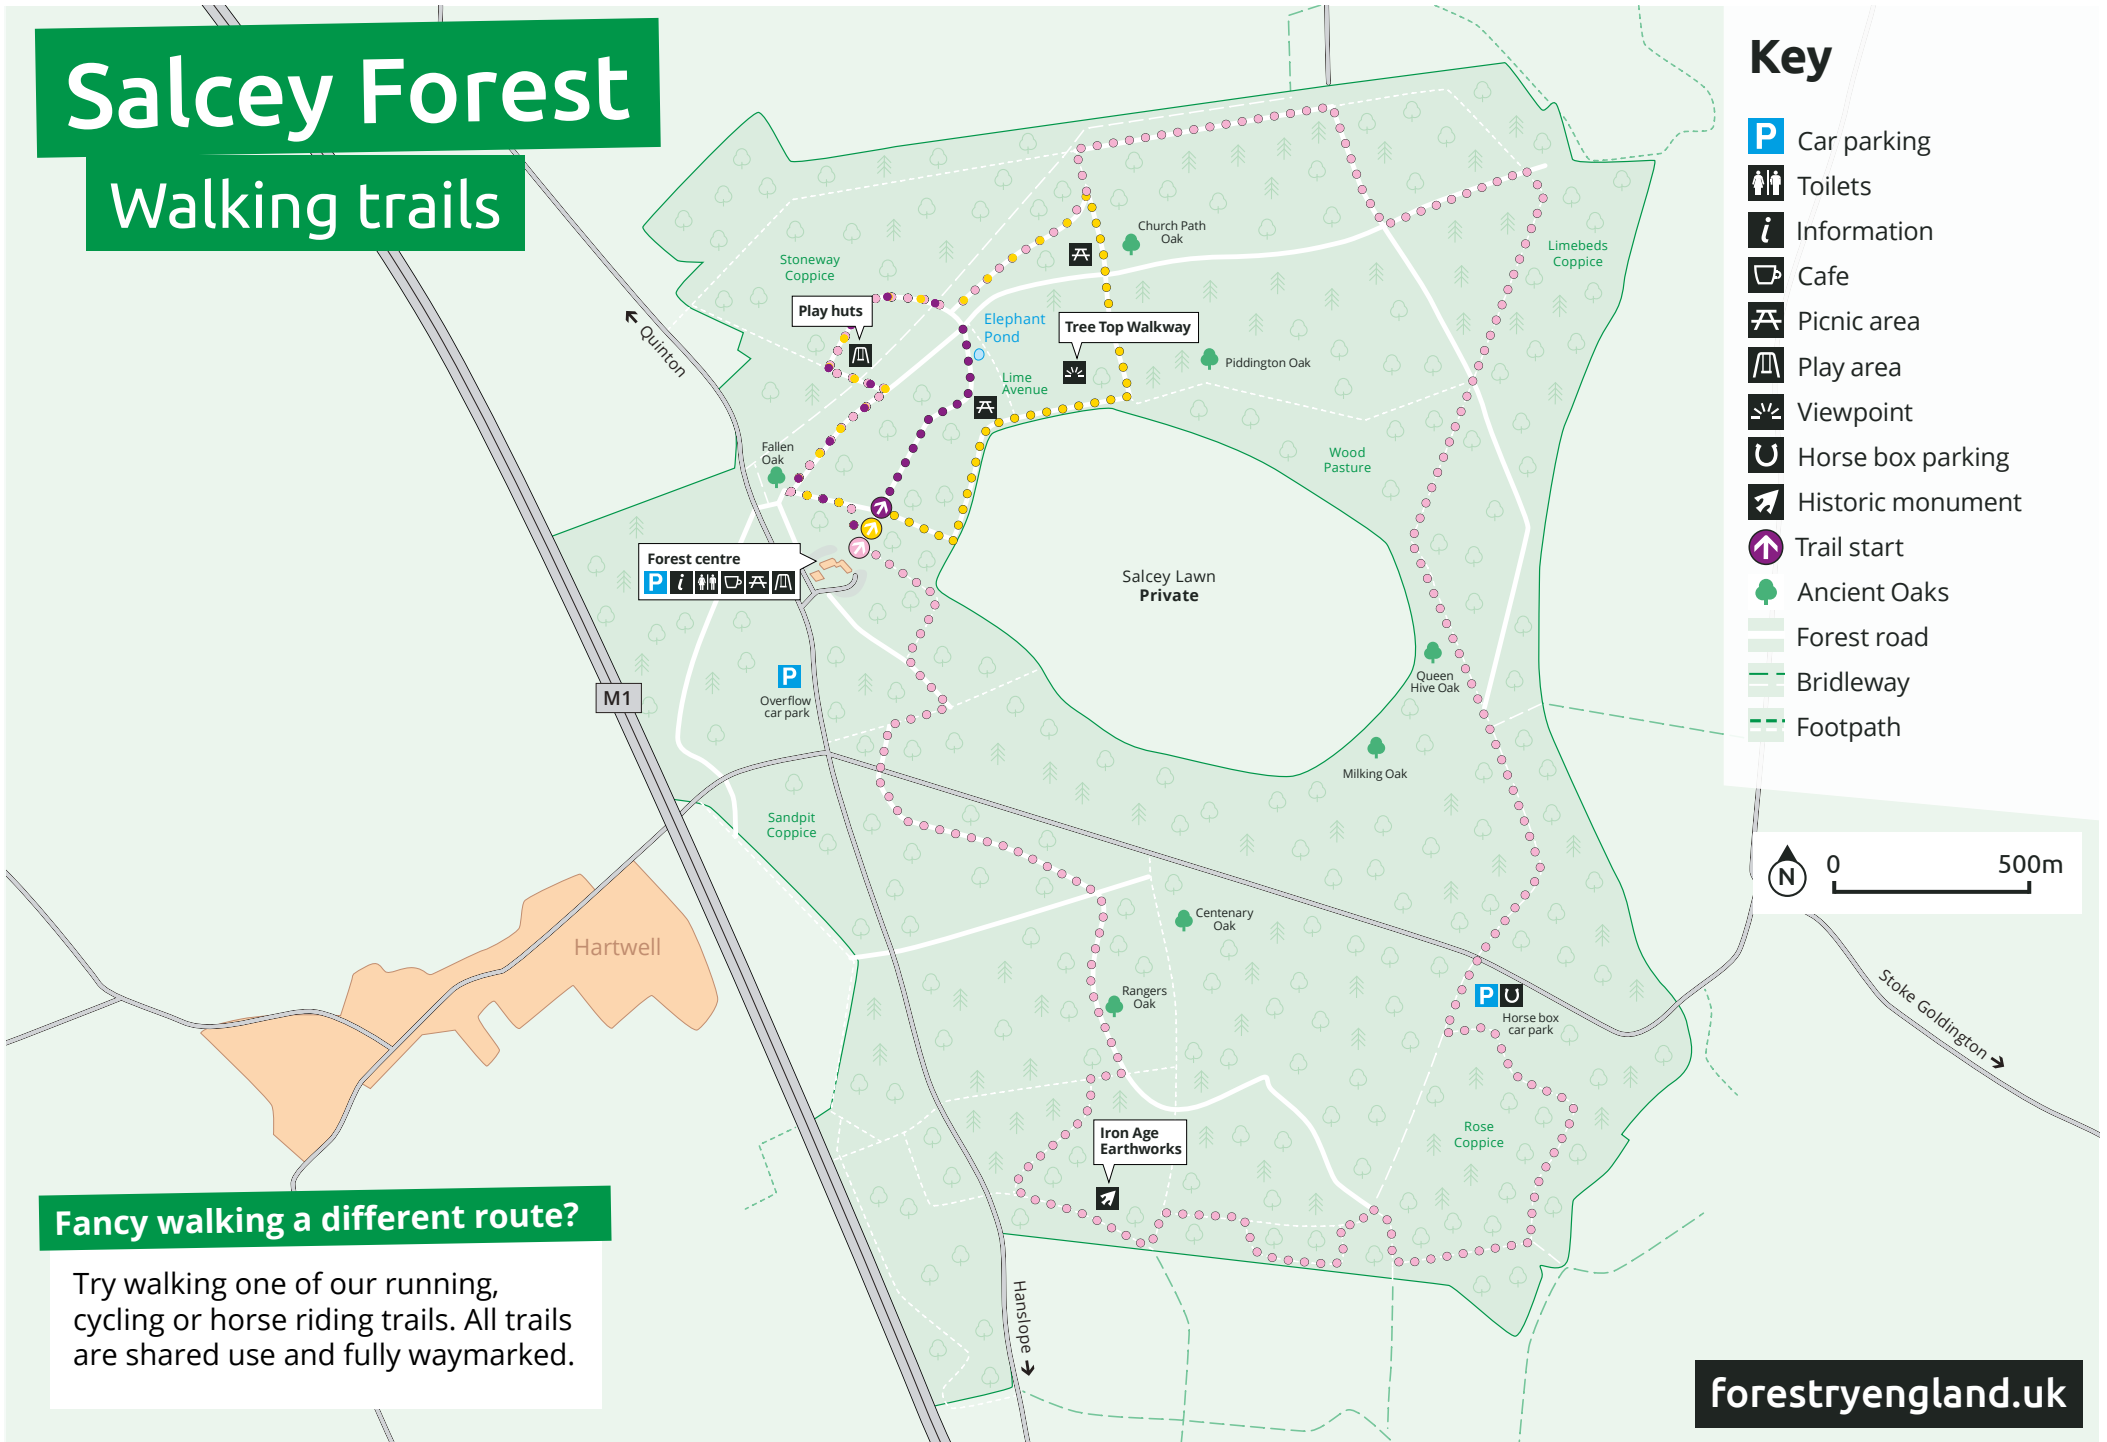 Salcey Forest
Walking trails
Key
P Car parking
Toilets
i Information
Cafe
Picnic area
Play area
Viewpoint
Horse box parking
Historic monument
Trail start
Ancient Oaks
Forest road
Bridleway
Footpath
N
0 500m
Church Path
Oak
Limebeds
Coppice
Stoneway
Coppice
Play huts
Elephant
Pond
Tree Top Walkway
Quinton
Piddington Oak
Lime
Avenue
Fallen
Oak
Wood
Pasture
Forest centre
P i
Salcey Lawn
Private
M1
P
Overflow
car park
Queen
Hive Oak
Milking Oak
Sandpit
Coppice
Hartwell
Centenary
Oak
Rangers
Oak
P
Horse box
car park
Stoke Goldington
Iron Age
Earthworks
Rose
Coppice
Hanslope
Fancy walking a different route?
Try walking one of our running,
cycling or horse riding trails. All trails
are shared use and fully waymarked.
forestryengland.uk